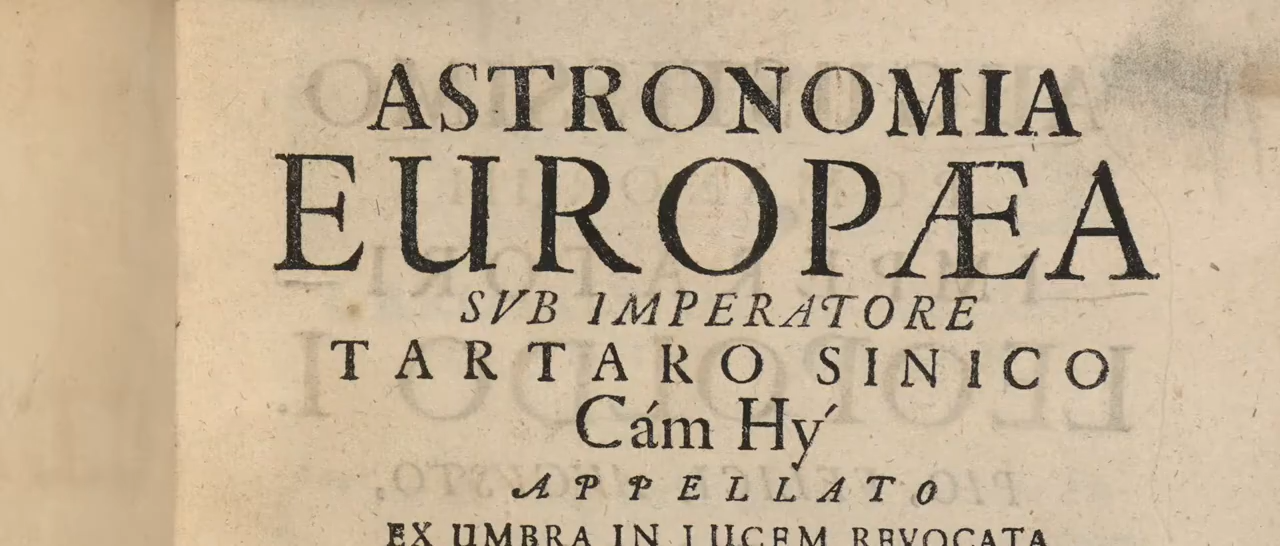 ASTRONOMIA
EUROPÆA
SVB IMPERATORE
TARTARO SINICO
Cám Hý
APPELLATO
EX UMBRA IN LUCEM REVOCATA